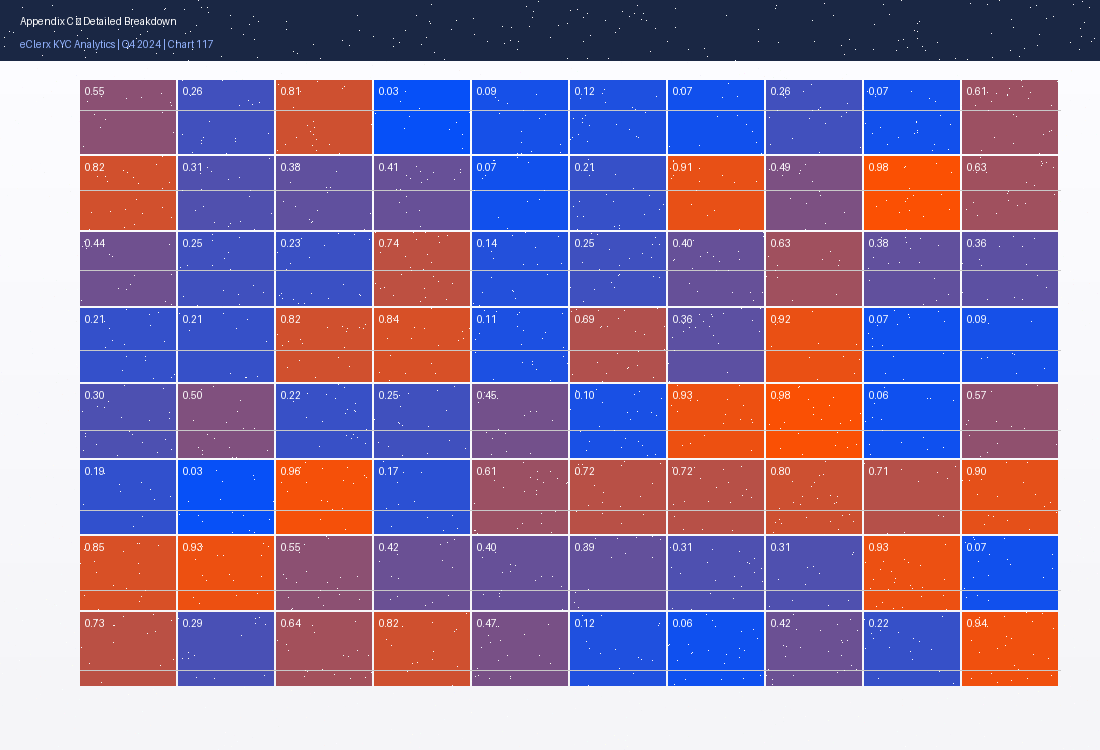 Appendix C Detailed Breakdown
eClerx KYC Analytics | Q4 2024 | Chart 117
0.55 0.26 0.81 0.03 0.09 0.12 0.07 0.26 0.07 0.61
0.82 0.31 0.38 0.41 0.07 0.21 0.91 0.49 0.98 0.63
0.44 0.25 0.23 0.74 0.14 0.25 0.40 0.63 0.38 0.36
0.21 0.21 0.82 0.84 0.11 0.69 0.36 0.92 0.07 0.09
0.30 0.50 0.22 0.25 0.45 0.10 0.93 0.98 0.06 0.57
0.19 0.03 0.96 0.17 0.61 0.72 0.72 0.80 0.71 0.90
0.85 0.93 0.55 0.42 0.40 0.39 0.31 0.31 0.93 0.07
0.73 0.29 0.64 0.82 0.47 0.12 0.06 0.42 0.22 0.94